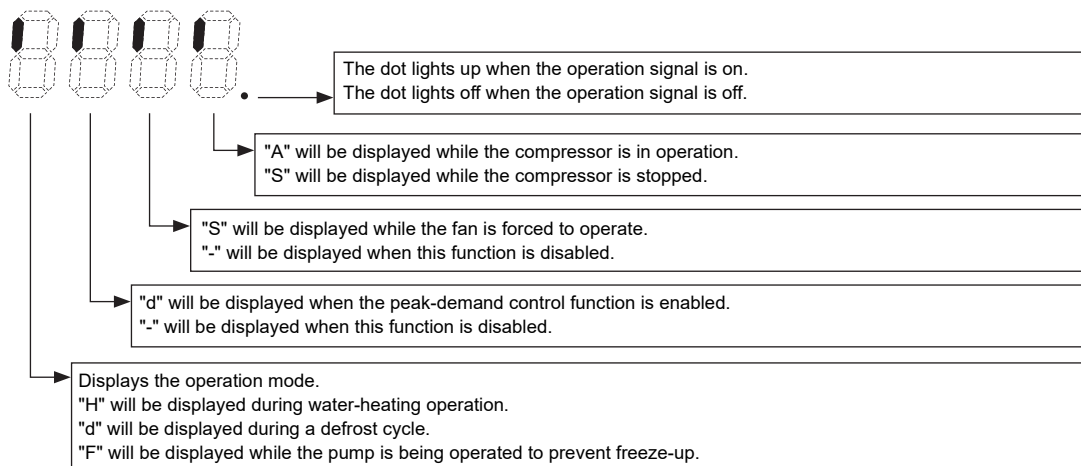 The dot lights up when the operation signal is on.
The dot lights off when the operation signal is off.
"A" will be displayed while the compressor is in operation.
"S" will be displayed while the compressor is stopped.
"S" will be displayed while the fan is forced to operate.
"-" will be displayed when this function is disabled.
"d" will be displayed when the peak-demand control function is enabled.
"-" will be displayed when this function is disabled.
Displays the operation mode.
"H" will be displayed during water-heating operation.
"d" will be displayed during a defrost cycle.
"F" will be displayed while the pump is being operated to prevent freeze-up.